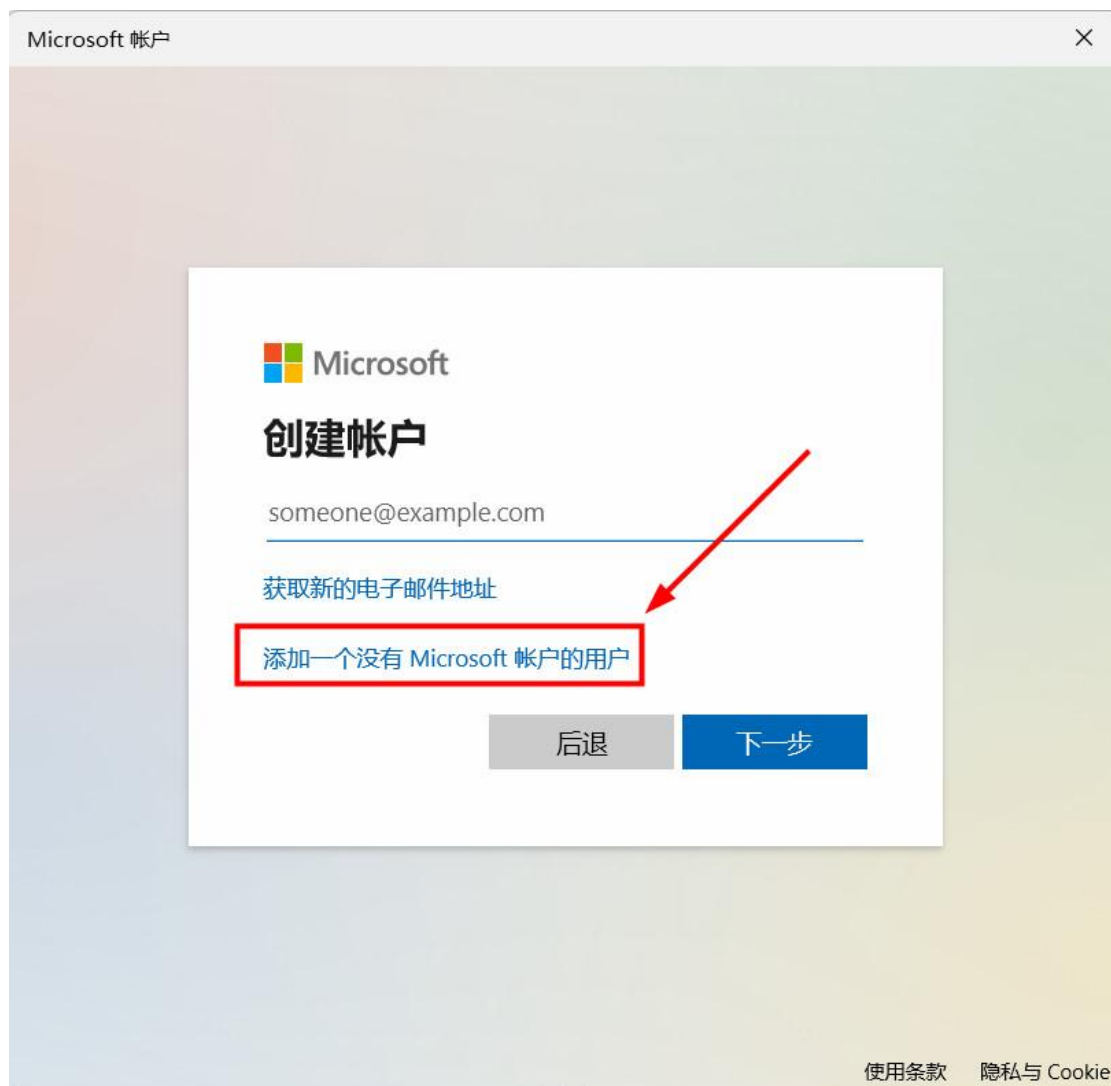 Microsoft 帐户
Microsoft
创建帐户
someone@example.com
获取新的电子邮件地址
添加一个没有 Microsoft 帐户的用户
后退 下一步
使用条款 隐私与 Cookie